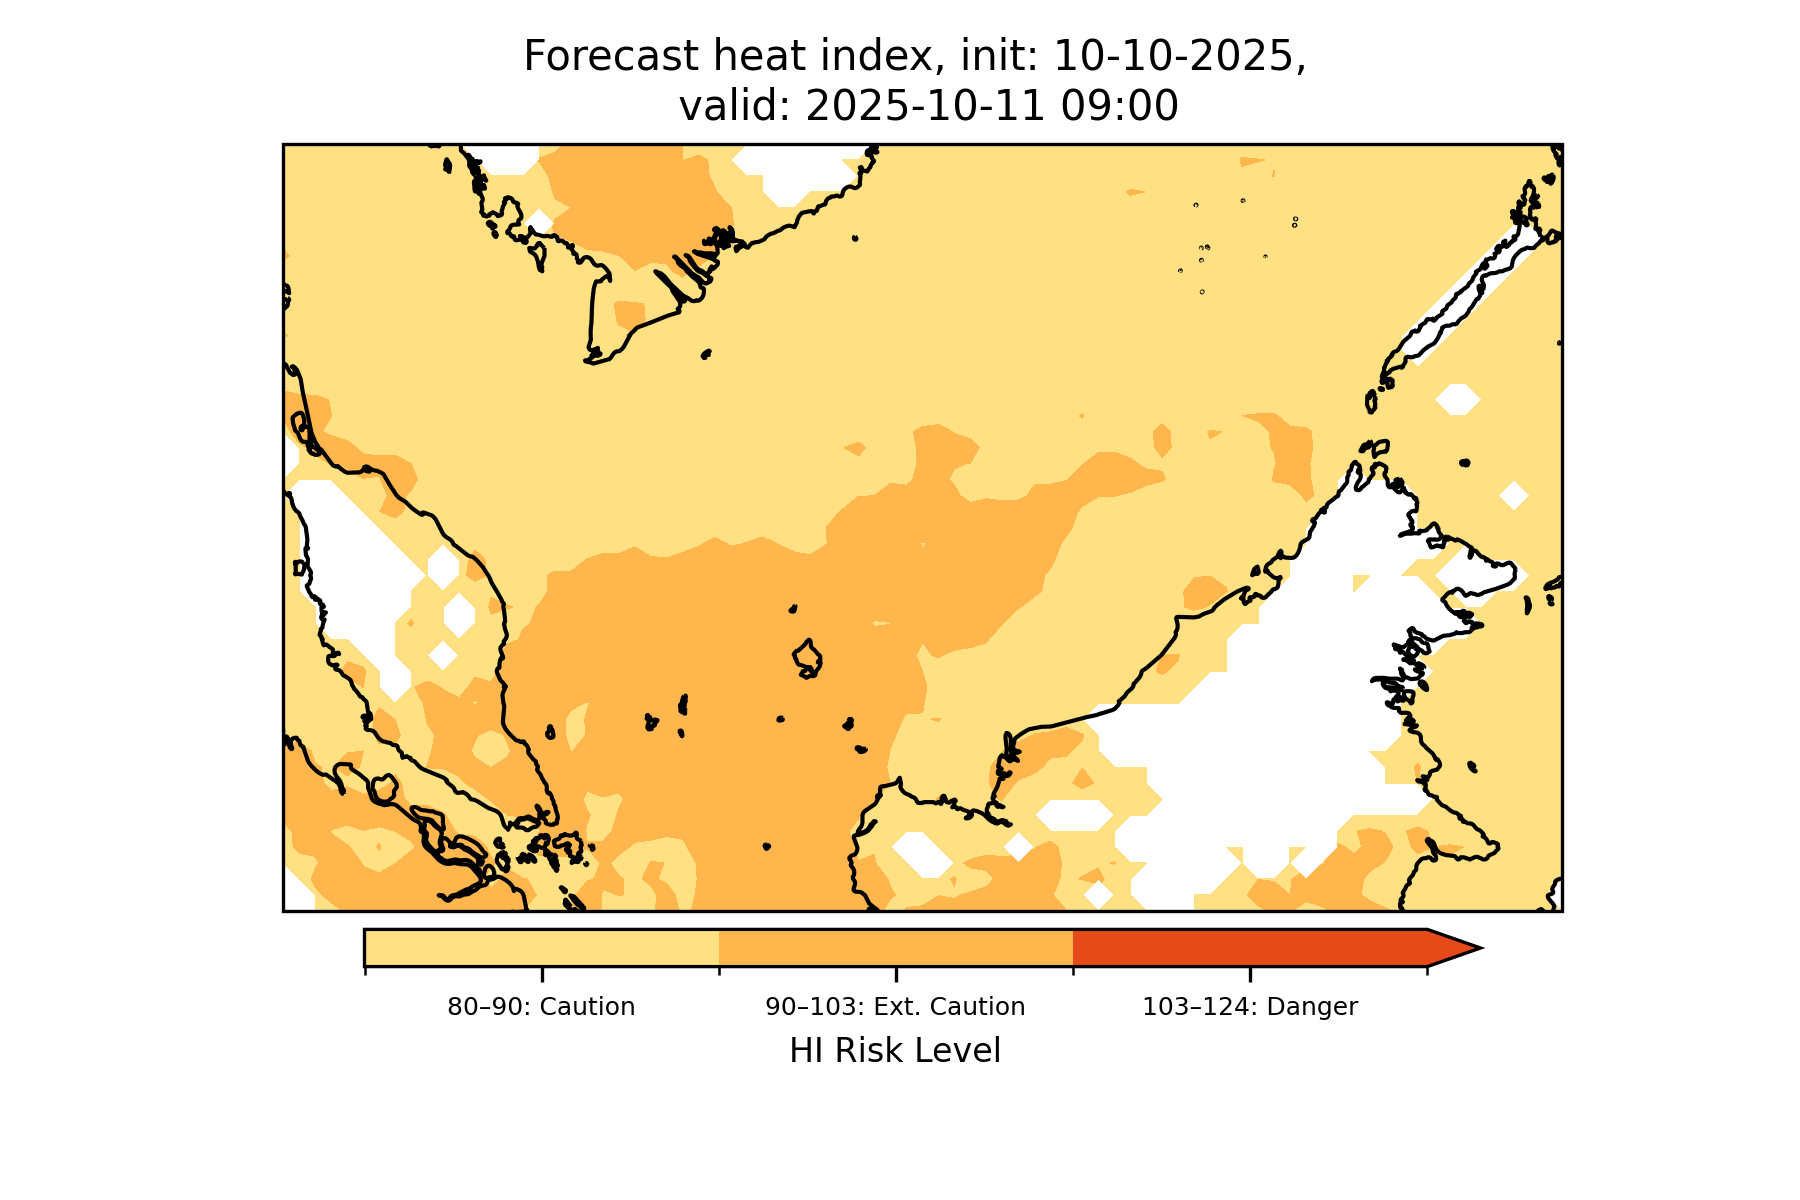 Forecast heat index, init: 10-10-2025,
valid: 2025-10-11 09:00
80–90: Caution
90–103: Ext. Caution
103–124: Danger
HI Risk Level